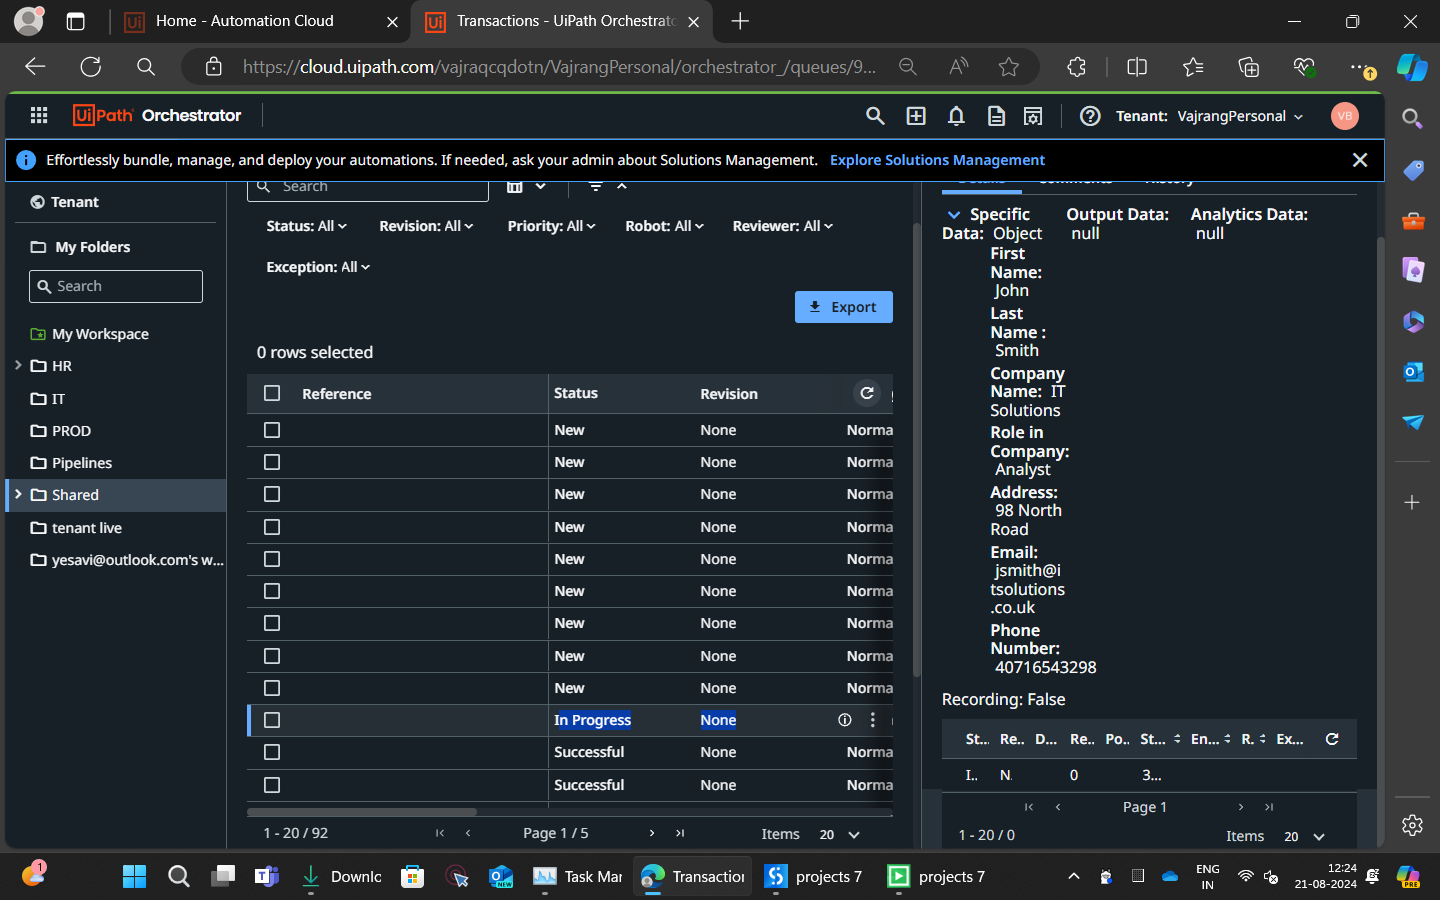 Home - Automation Cloud
Transactions - UiPath Orchestrato
https://cloud.uipath.com/vajraqcqdotn/VajrangPersonal/orchestrator_/queues/9...
UiPath Orchestrator
Tenant: VajrangPersonal
VB
Effortlessly bundle, manage, and deploy your automations. If needed, ask your admin about Solutions Management. Explore Solutions Management
Tenant
My Folders
Search
My Workspace
HR
IT
PROD
Pipelines
Shared
tenant live
yesavi@outlook.com's w...
Search
Status: All
Revision: All
Priority: All
Robot: All
Reviewer: All
Exception: All
Export
0 rows selected
Reference Status Revision
New None Norma
New None Norma
New None Norma
New None Norma
New None Norma
New None Norma
New None Norma
New None Norma
New None Norma
In Progress None
Successful None Norma
Successful None Norma
1 - 20 / 92
Page 1 / 5
Items 20
Details Comments History
Specific
Data: Object
Output Data:
null
Analytics Data:
null
First
Name:
John
Last
Name :
Smith
Company
Name: IT
Solutions
Role in
Company:
Analyst
Address:
98 North
Road
Email:
jsmith@i
tsolutions
.co.uk
Phone
Number:
40716543298
Recording: False
St... Re.. D... Re.. Po.. St... En... R. Ex...
I.. N. 0 3...
Page 1
1 - 20 / 0
Items 20
1
Downlc
NEW
Task Mar
Transaction
projects 7
projects 7
ENG
IN
12:24
21-08-2024
PRE